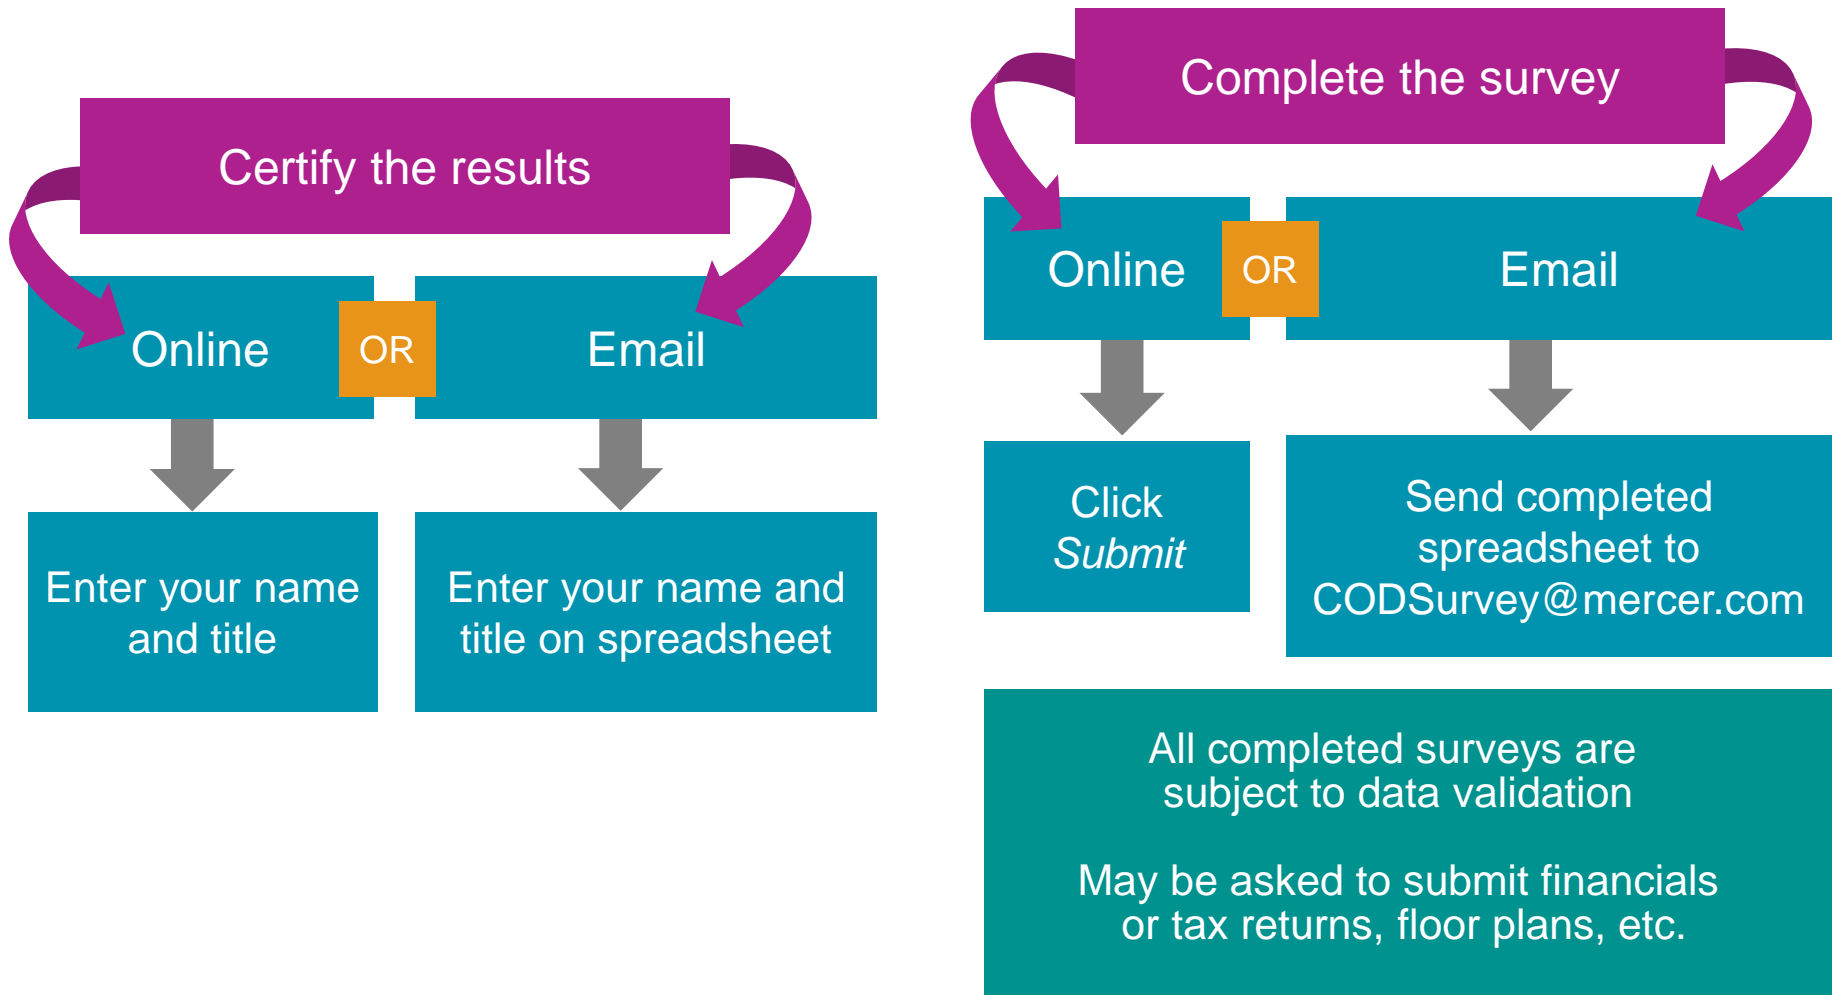 Certify the results
Online
OR
Email
Enter your name
and title
Enter your name and
title on spreadsheet
Complete the survey
Online
OR
Email
Click
Submit
Send completed
spreadsheet to
CODSurvey@mercer.com
All completed surveys are
subject to data validation
May be asked to submit financials
or tax returns, floor plans, etc.